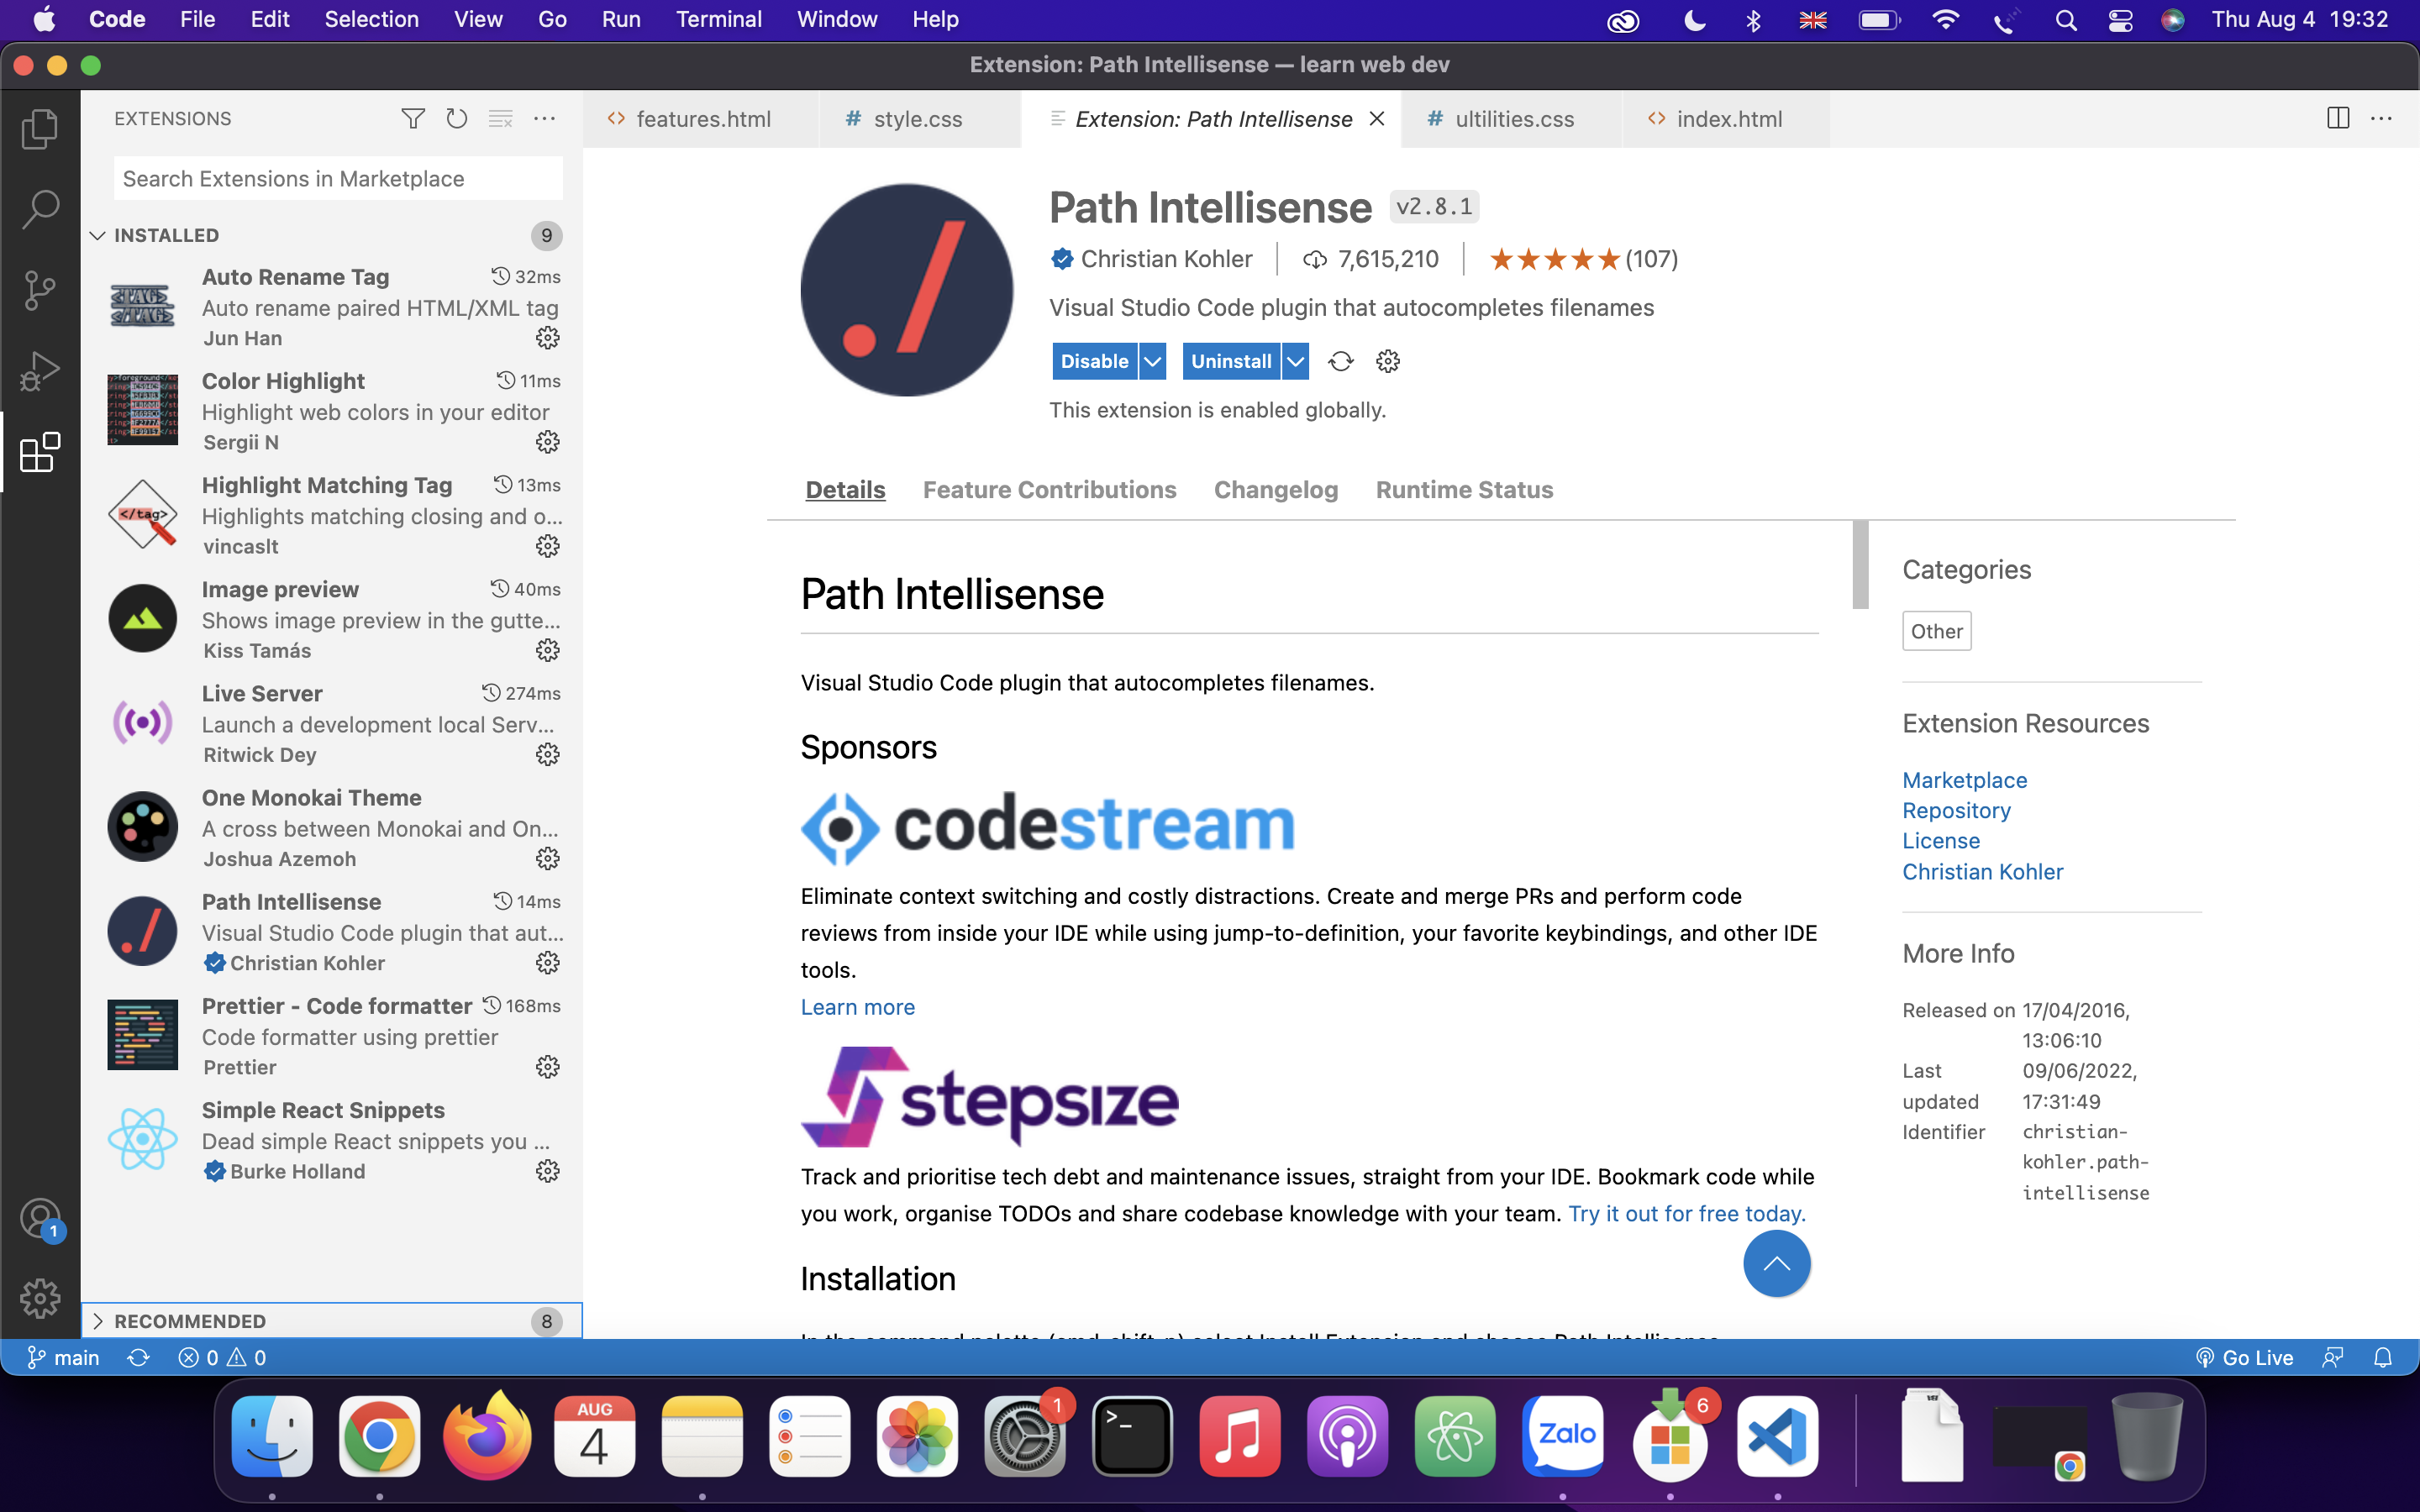 Code File Edit Selection View Go Run Terminal Window Help
Thu Aug 4 19:32
Extension: Path Intellisense — learn web dev
EXTENSIONS
features.html
style.css
Extension: Path Intellisense
ultilities.css
index.html
Search Extensions in Marketplace
INSTALLED 9
Auto Rename Tag 32ms
Auto rename paired HTML/XML tag
Jun Han
Color Highlight 11ms
Highlight web colors in your editor
Sergii N
Highlight Matching Tag 13ms
Highlights matching closing and o...
vincaslt
Image preview 40ms
Shows image preview in the gutte...
Kiss Tamás
Live Server 274ms
Launch a development local Serv...
Ritwick Dey
One Monokai Theme
A cross between Monokai and On...
Joshua Azemoh
Path Intellisense 14ms
Visual Studio Code plugin that aut...
Christian Kohler
Prettier - Code formatter 168ms
Code formatter using prettier
Prettier
Simple React Snippets
Dead simple React snippets you ...
Burke Holland
1
RECOMMENDED 8
Path Intellisense v2.8.1
Christian Kohler 7,615,210 (107)
Visual Studio Code plugin that autocompletes filenames
Disable Uninstall
This extension is enabled globally.
Details Feature Contributions Changelog Runtime Status
Path Intellisense
Visual Studio Code plugin that autocompletes filenames.
Sponsors
codestream
Eliminate context switching and costly distractions. Create and merge PRs and perform code
reviews from inside your IDE while using jump-to-definition, your favorite keybindings, and other IDE
tools.
Learn more
stepsize
Track and prioritise tech debt and maintenance issues, straight from your IDE. Bookmark code while
you work, organise TODOs and share codebase knowledge with your team. Try it out for free today.
Installation
In the command palette (cmd-shift-p) select Install Extension and choose Path Intellisense.
Categories
Other
Extension Resources
Marketplace
Repository
License
Christian Kohler
More Info
Released on 17/04/2016,
13:06:10
Last 09/06/2022,
updated 17:31:49
Identifier christian-
kohler.path-
intellisense
main 0 0 Go Live
AUG
4
1
Zalo
6